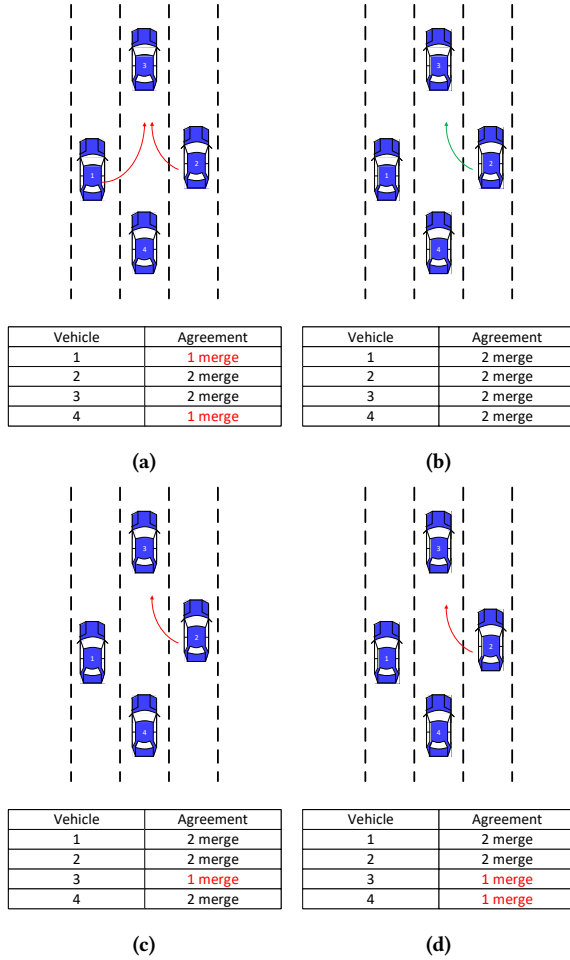 3
3
2
2
1
1
4
4
Vehicle Agreement
1 1 merge
2 2 merge
3 2 merge
4 1 merge
Vehicle Agreement
1 2 merge
2 2 merge
3 2 merge
4 2 merge
(a)
(b)
3
3
2
2
1
1
4
4
Vehicle Agreement
1 2 merge
2 2 merge
3 1 merge
4 2 merge
Vehicle Agreement
1 2 merge
2 2 merge
3 1 merge
4 1 merge
(c)
(d)